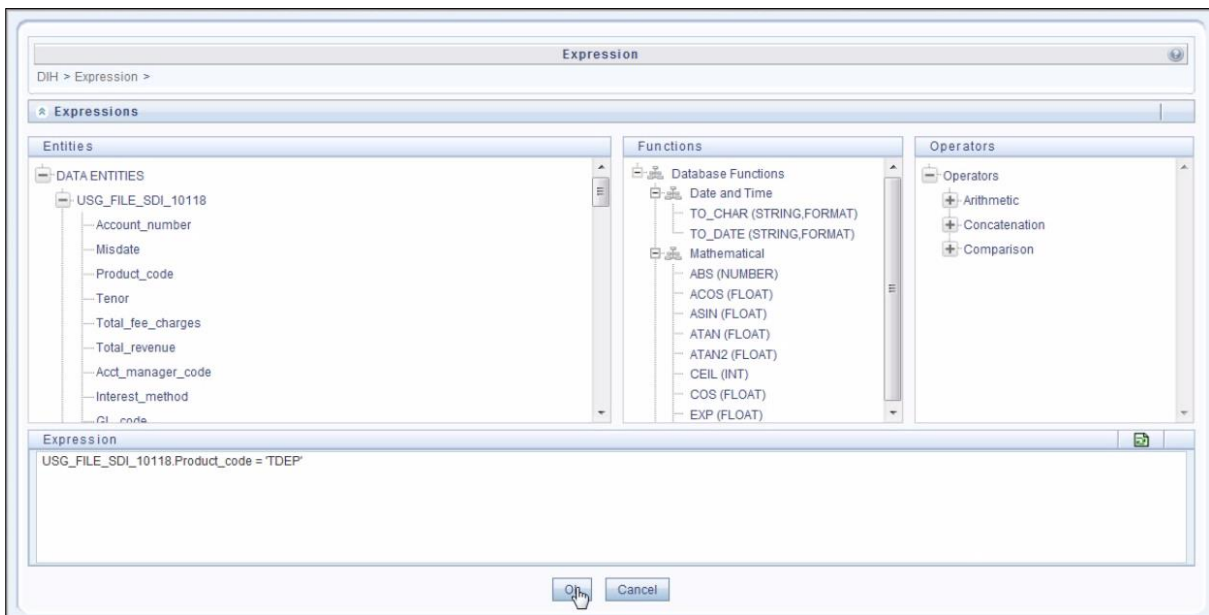 Expression
DIH > Expression >
Expressions
Entities
DATA ENTITIES
USG_FILE_SDI_10118
Account_number
Misdate
Product_code
Tenor
Total_fee_charges
Total_revenue
Acct_manager_code
Interest_method
GL_code
Functions
Database Functions
Date and Time
TO_CHAR (STRING,FORMAT)
TO_DATE (STRING,FORMAT)
Mathematical
ABS (NUMBER)
ACOS (FLOAT)
ASIN (FLOAT)
ATAN (FLOAT)
ATAN2 (FLOAT)
CEIL (INT)
COS (FLOAT)
EXP (FLOAT)
Operators
Operators
Arithmetic
Concatenation
Comparison
Expression
USG_FILE_SDI_10118.Product_code = 'TDEP'
Cancel